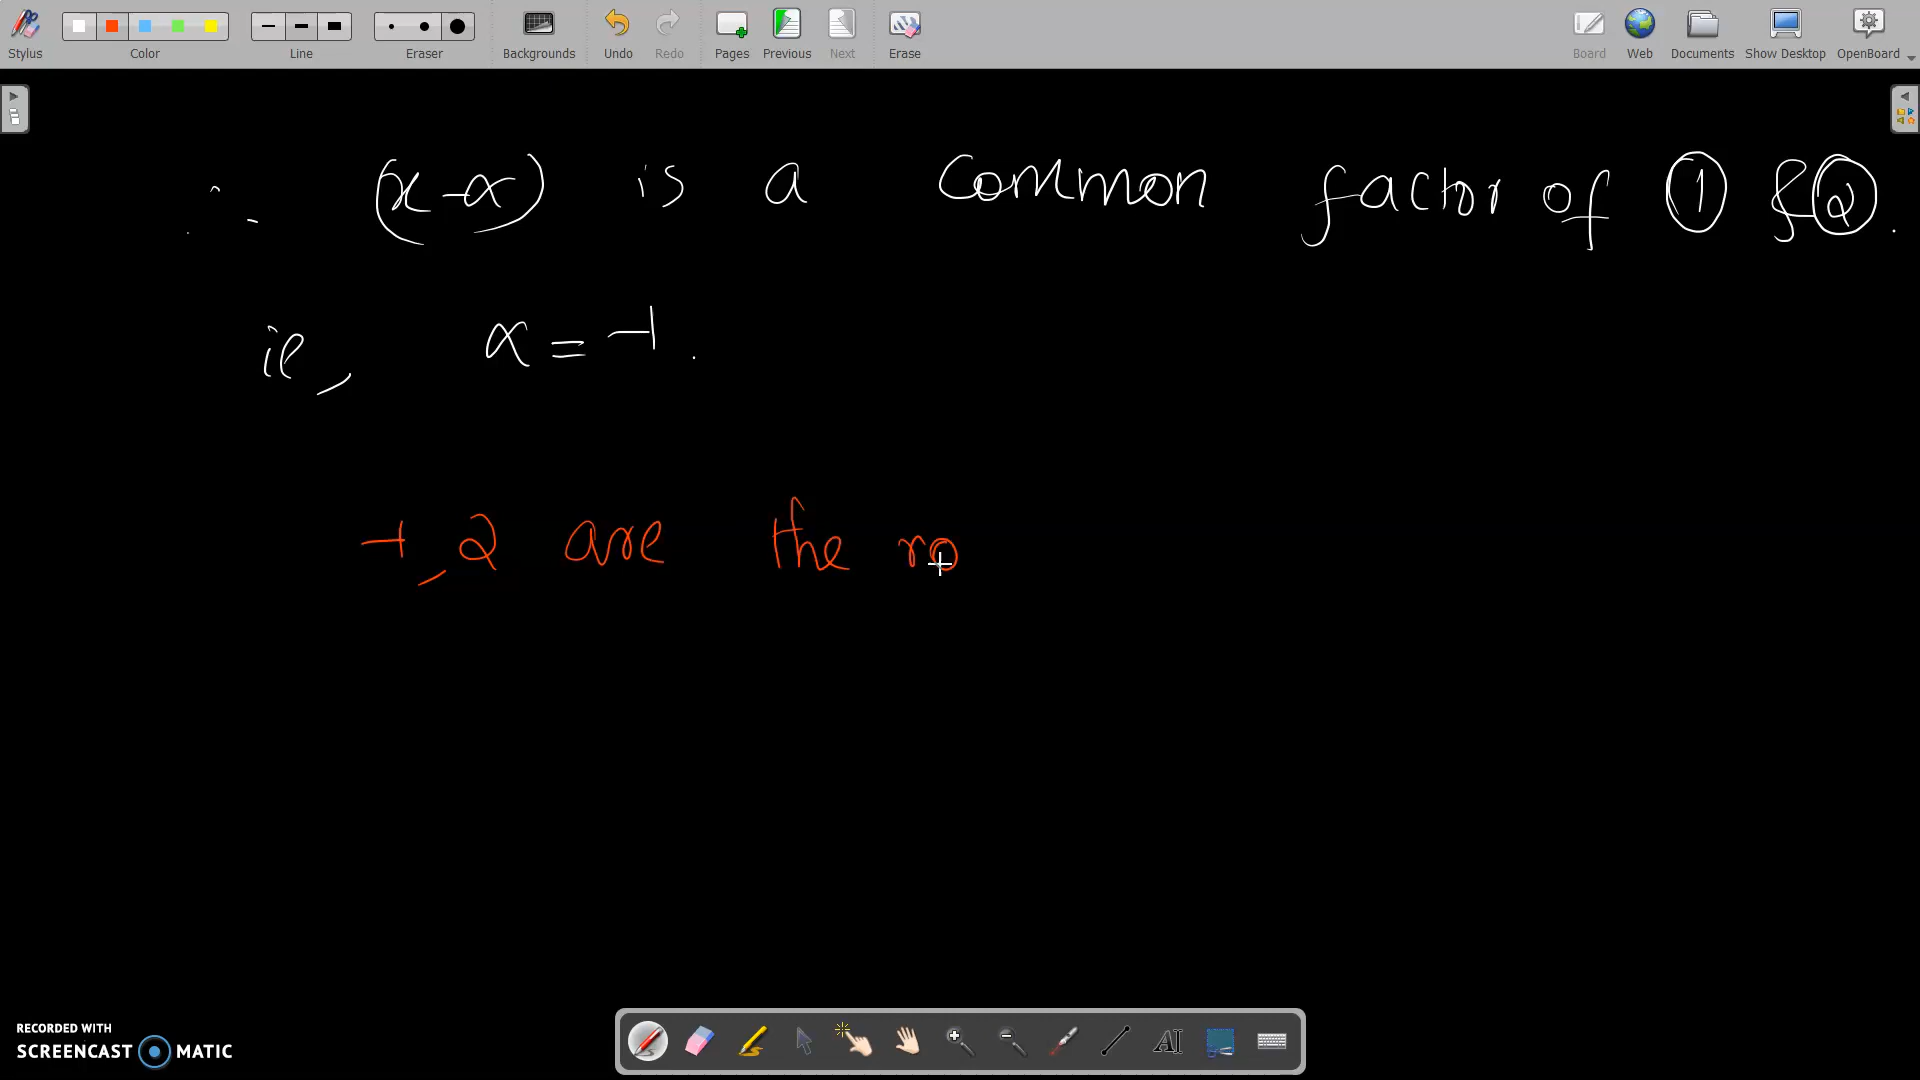 Stylus Color Line Eraser Backgrounds Undo Redo Pages Previous Next Erase Board Web Documents Show Desktop OpenBoard
∴ (x-α) is a common factor of ① & ②.
ie, α = -1.
-1, 2 are the ro
RECORDED WITH
SCREENCAST MATIC